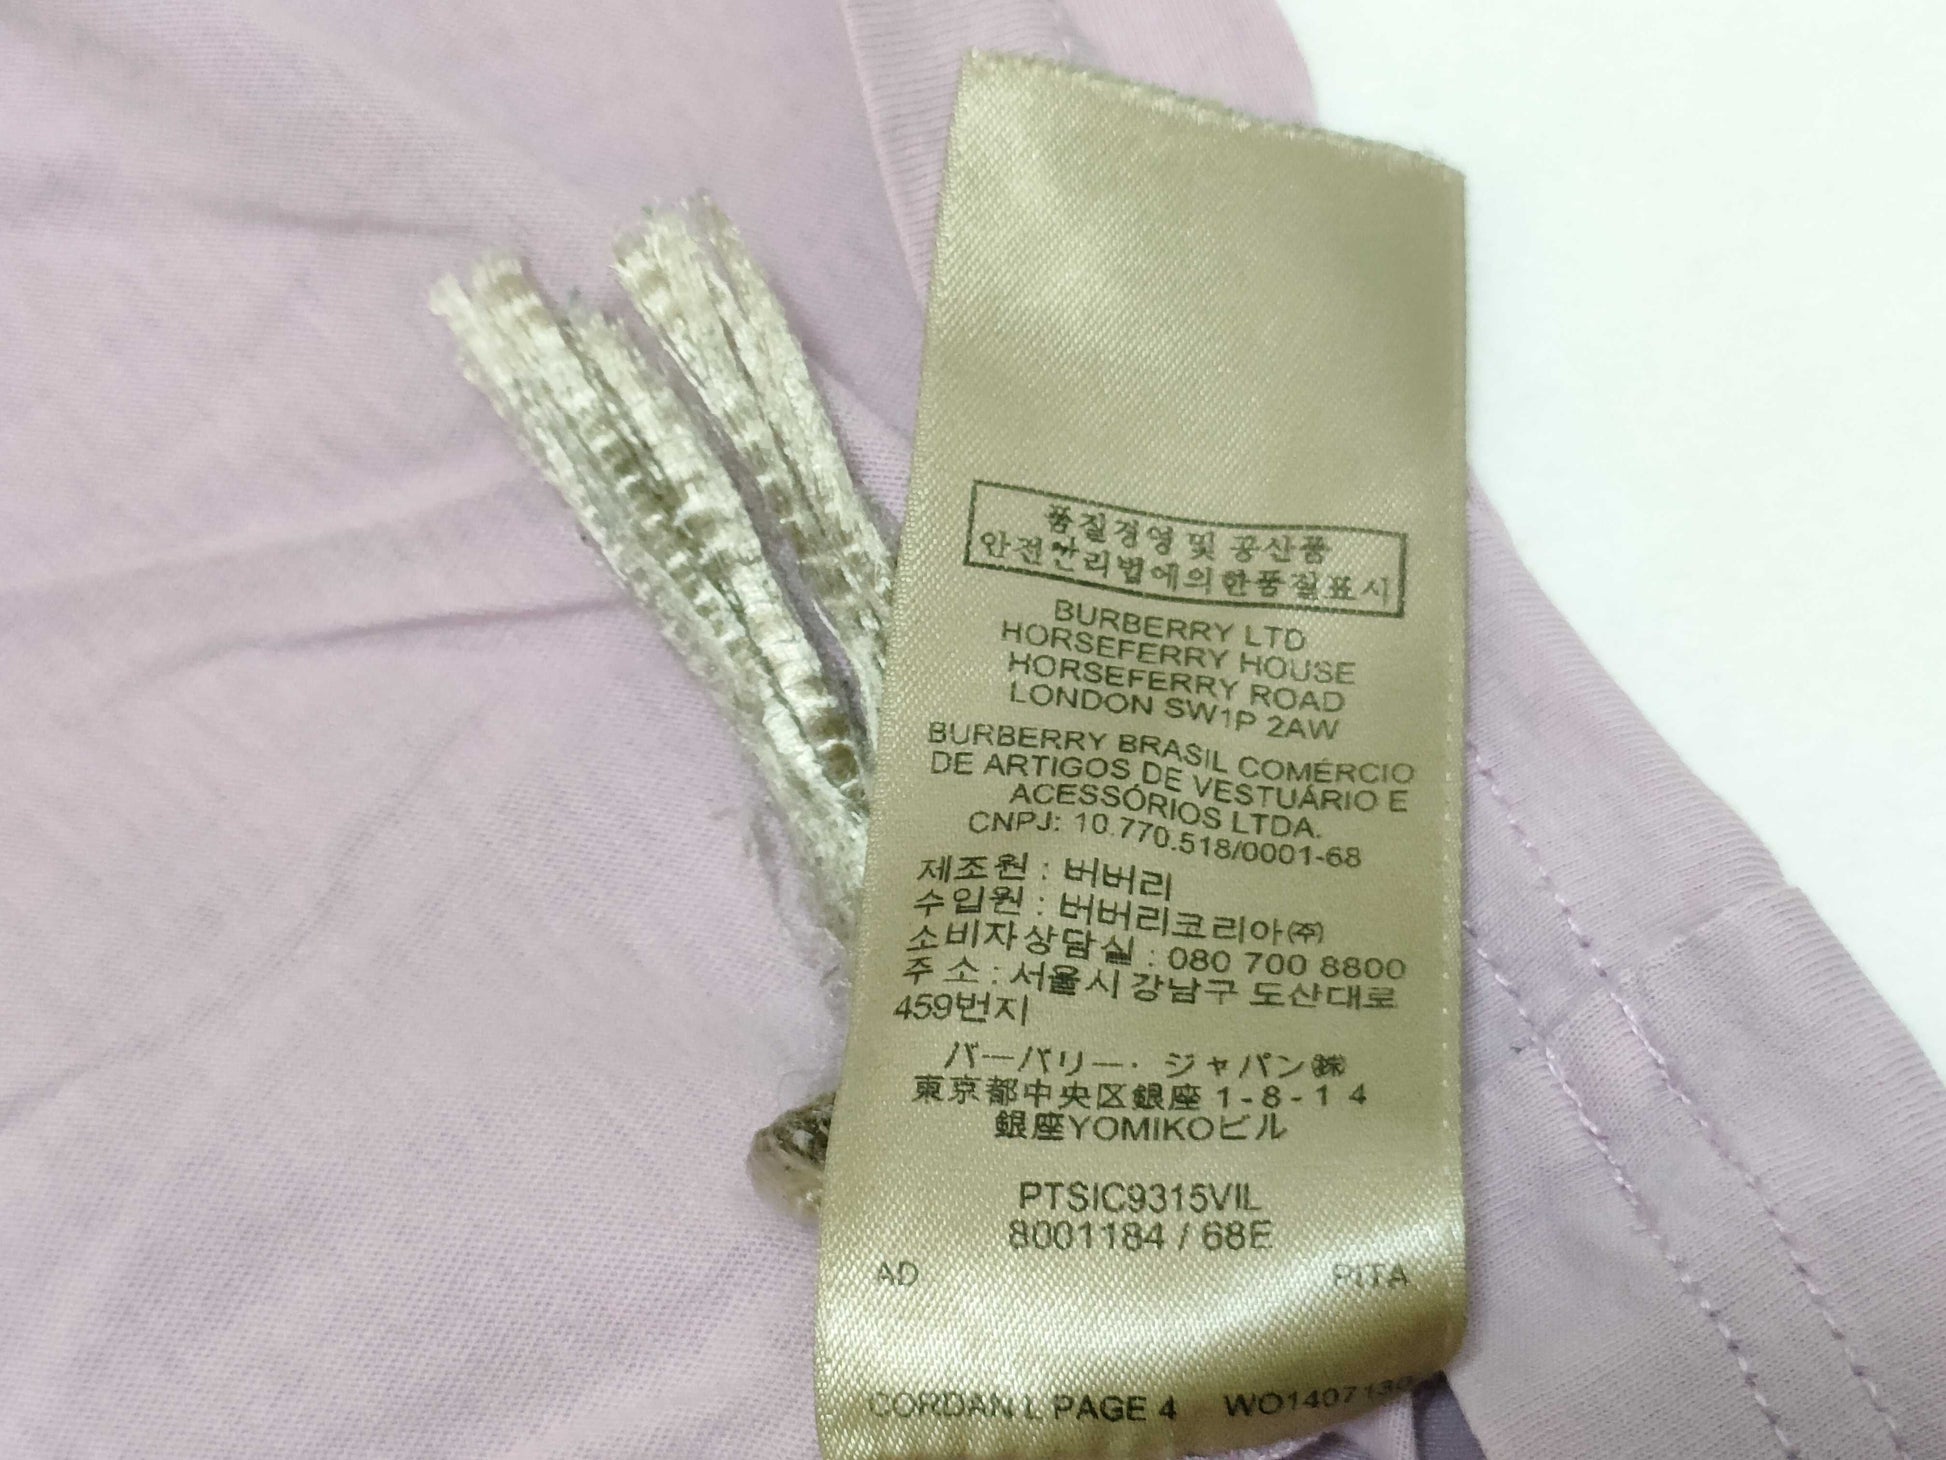 품질경영 및 공산품
안전관리법에의한품질표시
BURBERRY LTD
HORSEFERRY HOUSE
HORSEFERRY ROAD
LONDON SW1P 2AW
BURBERRY BRASIL COMÉRCIO
DE ARTIGOS DE VESTUÁRIO E
ACESSÓRIOS LTDA.
CNPJ: 10.770.518/0001-68
제조원 : 버버리
수입원 : 버버리코리아㈜
소비자상담실 : 080 700 8800
주 소 : 서울시 강남구 도산대로
459번지
バーバリー・ジャパン㈱
東京都中央区銀座 1 - 8 - 1 4
銀座YOMIKOビル
PTSIC9315VIL
8001184 / 68E
AD PITA
CORDAN L PAGE 4